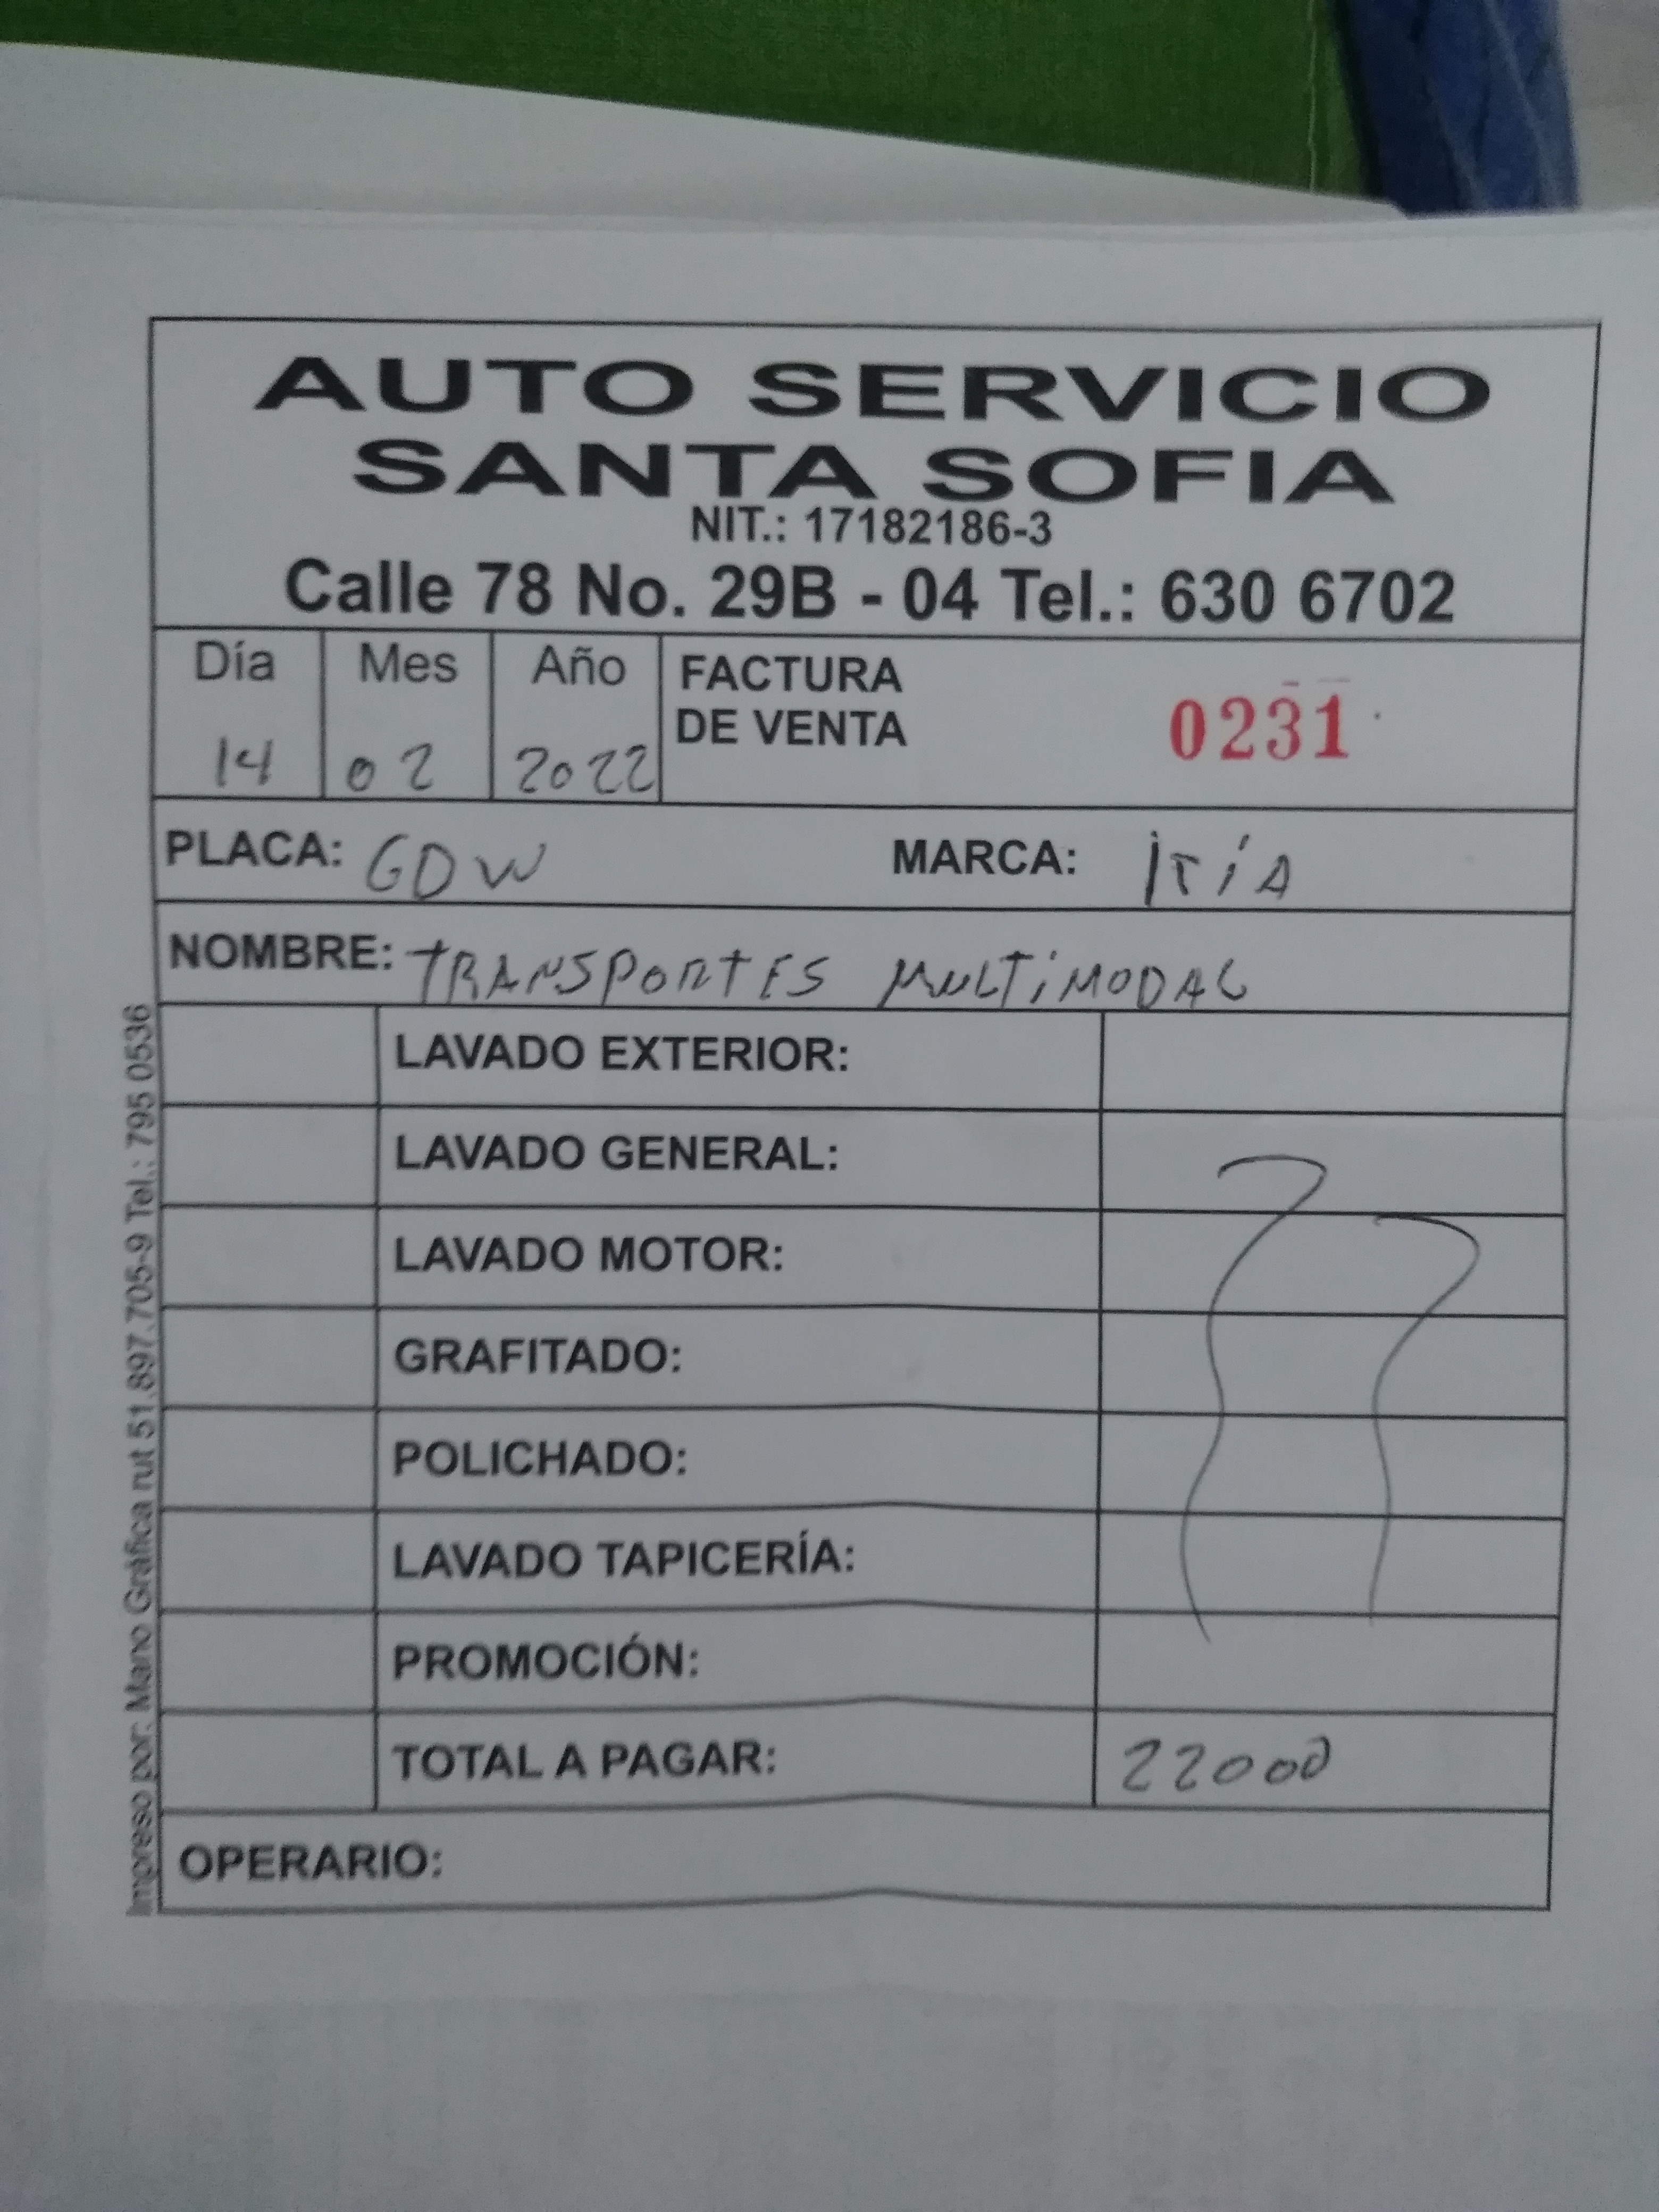 AUTO SERVICIO
SANTA SOFIA
NIT.: 17182186-3
Calle 78 No. 29B - 04 Tel.: 630 6702
Día Mes Año FACTURA
DE VENTA 0231
14 02 2022
PLACA: GDW MARCA:
NOMBRE: TRANSPORTES MULTIMODAL
LAVADO EXTERIOR:
LAVADO GENERAL:
LAVADO MOTOR:
GRAFITADO:
POLICHADO:
LAVADO TAPICERÍA:
PROMOCIÓN:
TOTAL A PAGAR: 22000
OPERARIO:
Impreso por: Mano Gráfica rut 51.897.705-9 Tel.: 795 0536